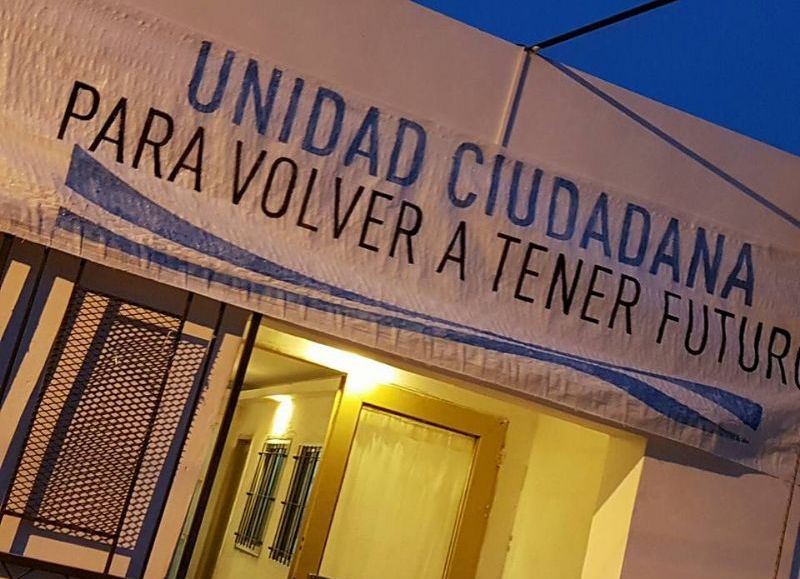 UNIDAD CIUDADANA
PARA VOLVER A TENER FUTURO